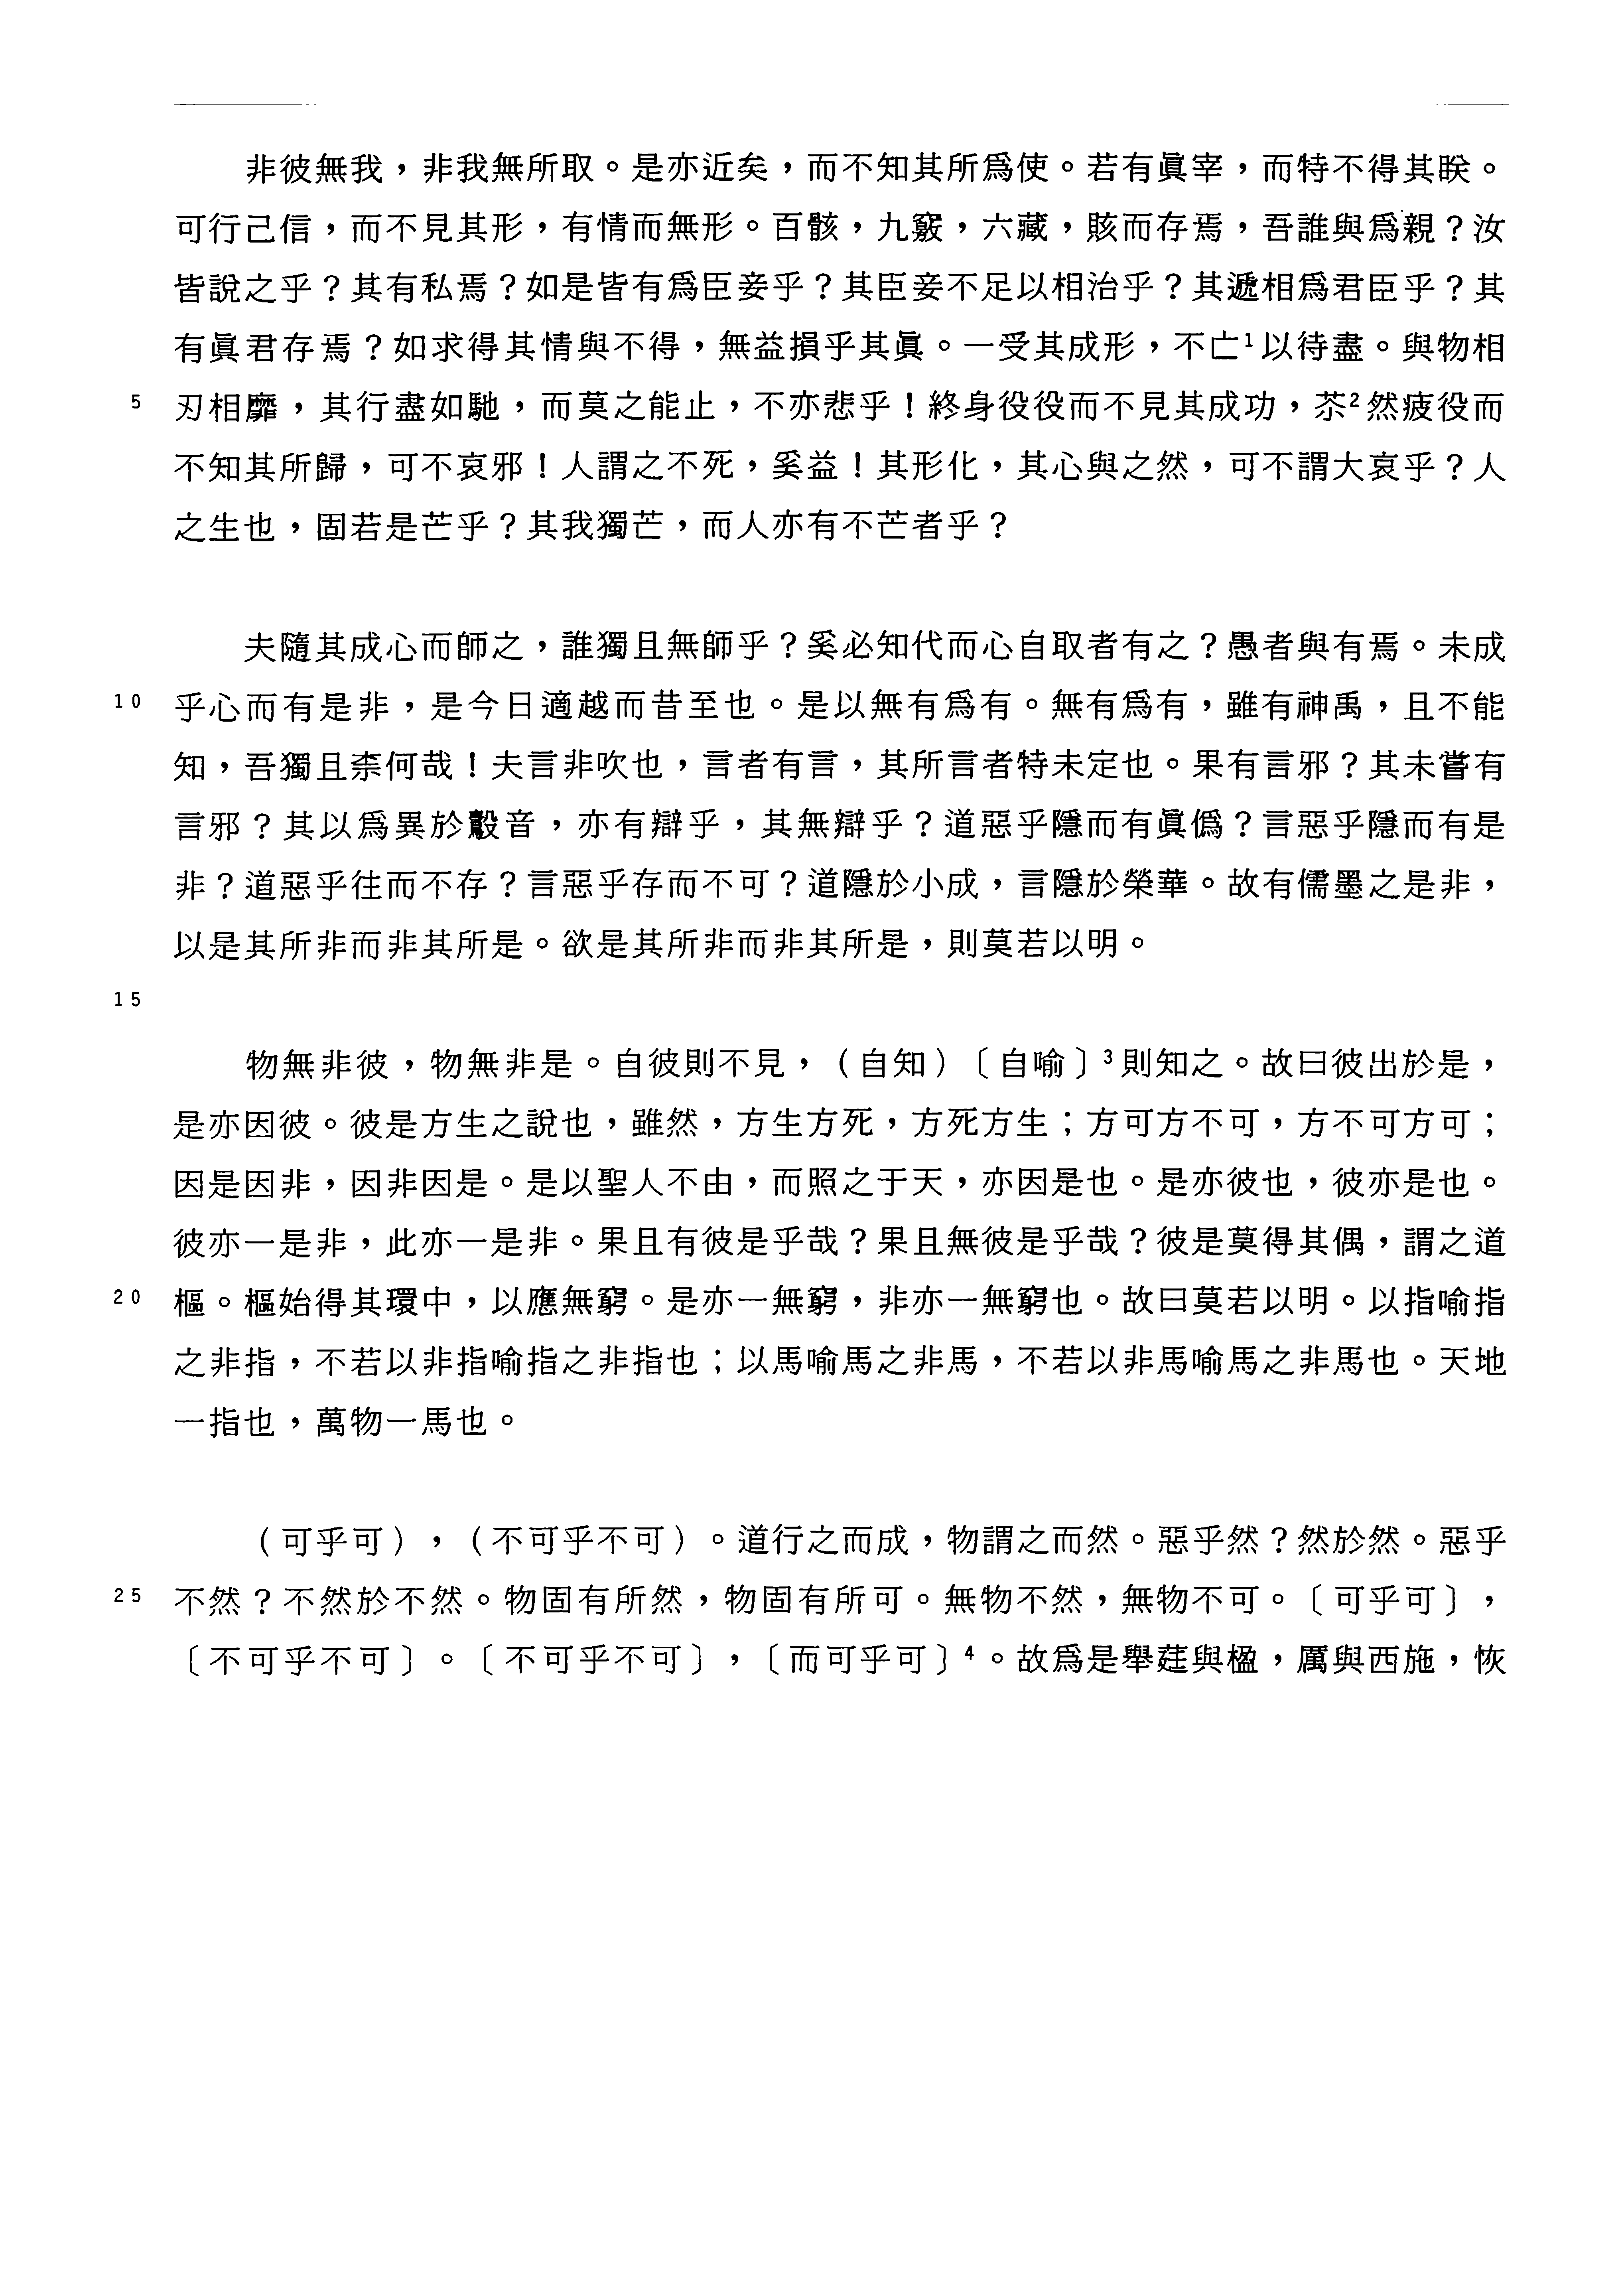 非彼無我，非我無所取。是亦近矣，而不知其所爲使。若有眞宰，而特不得其眹。
可行己信，而不見其形，有情而無形。百骸，九竅，六藏，賅而存焉，吾誰與爲親？汝
皆說之乎？其有私焉？如是皆有爲臣妾乎？其臣妾不足以相治乎？其遞相爲君臣乎？其
有眞君存焉？如求得其情與不得，無益損乎其眞。一受其成形，不亡1以待盡。與物相
5 刃相靡，其行盡如馳，而莫之能止，不亦悲乎！終身役役而不見其成功，苶2然疲役而
不知其所歸，可不哀邪！人謂之不死，奚益！其形化，其心與之然，可不謂大哀乎？人
之生也，固若是芒乎？其我獨芒，而人亦有不芒者乎？
夫隨其成心而師之，誰獨且無師乎？奚必知代而心自取者有之？愚者與有焉。未成
10 乎心而有是非，是今日適越而昔至也。是以無有爲有。無有爲有，雖有神禹，且不能
知，吾獨且柰何哉！夫言非吹也，言者有言，其所言者特未定也。果有言邪？其未嘗有
言邪？其以爲異於鷇音，亦有辯乎，其無辯乎？道惡乎隱而有眞僞？言惡乎隱而有是
非？道惡乎往而不存？言惡乎存而不可？道隱於小成，言隱於榮華。故有儒墨之是非，
以是其所非而非其所是。欲是其所非而非其所是，則莫若以明。
15
物無非彼，物無非是。自彼則不見，（自知）〔自喻〕3則知之。故曰彼出於是，
是亦因彼。彼是方生之說也，雖然，方生方死，方死方生；方可方不可，方不可方可；
因是因非，因非因是。是以聖人不由，而照之于天，亦因是也。是亦彼也，彼亦是也。
彼亦一是非，此亦一是非。果且有彼是乎哉？果且無彼是乎哉？彼是莫得其偶，謂之道
20 樞。樞始得其環中，以應無窮。是亦一無窮，非亦一無窮也。故曰莫若以明。以指喻指
之非指，不若以非指喻指之非指也；以馬喻馬之非馬，不若以非馬喻馬之非馬也。天地
一指也，萬物一馬也。
（可乎可），（不可乎不可）。道行之而成，物謂之而然。惡乎然？然於然。惡乎
25 不然？不然於不然。物固有所然，物固有所可。無物不然，無物不可。〔可乎可〕，
〔不可乎不可〕。〔不可乎不可〕，〔而可乎可〕4。故爲是舉莛與楹，厲與西施，恢